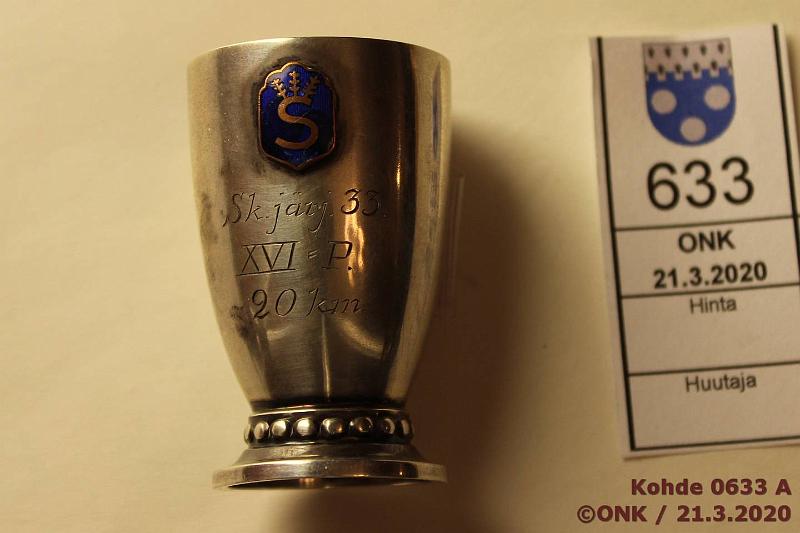 S
Sk. järj. 33.
XVI = P.
20 km
633
ONK
21.3.2020
Hinta
Huutaja
Kohde 0633 A
©ONK / 21.3.2020